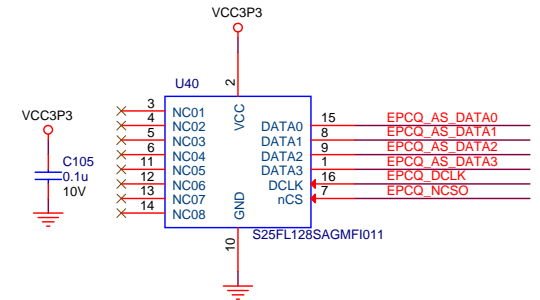 VCC3P3
U40
2
VCC
3 NC01
4 NC02
5 NC03
6 NC04
11 NC05
12 NC06
13 NC07
14 NC08
DATA0 15 EPCQ_AS_DATA0
DATA1 8 EPCQ_AS_DATA1
DATA2 9 EPCQ_AS_DATA2
DATA3 1 EPCQ_AS_DATA3
DCLK 16 EPCQ_DCLK
nCS 7 EPCQ_NCSO
GND
10
S25FL128SAGMFI011
VCC3P3
C105
0.1u
10V